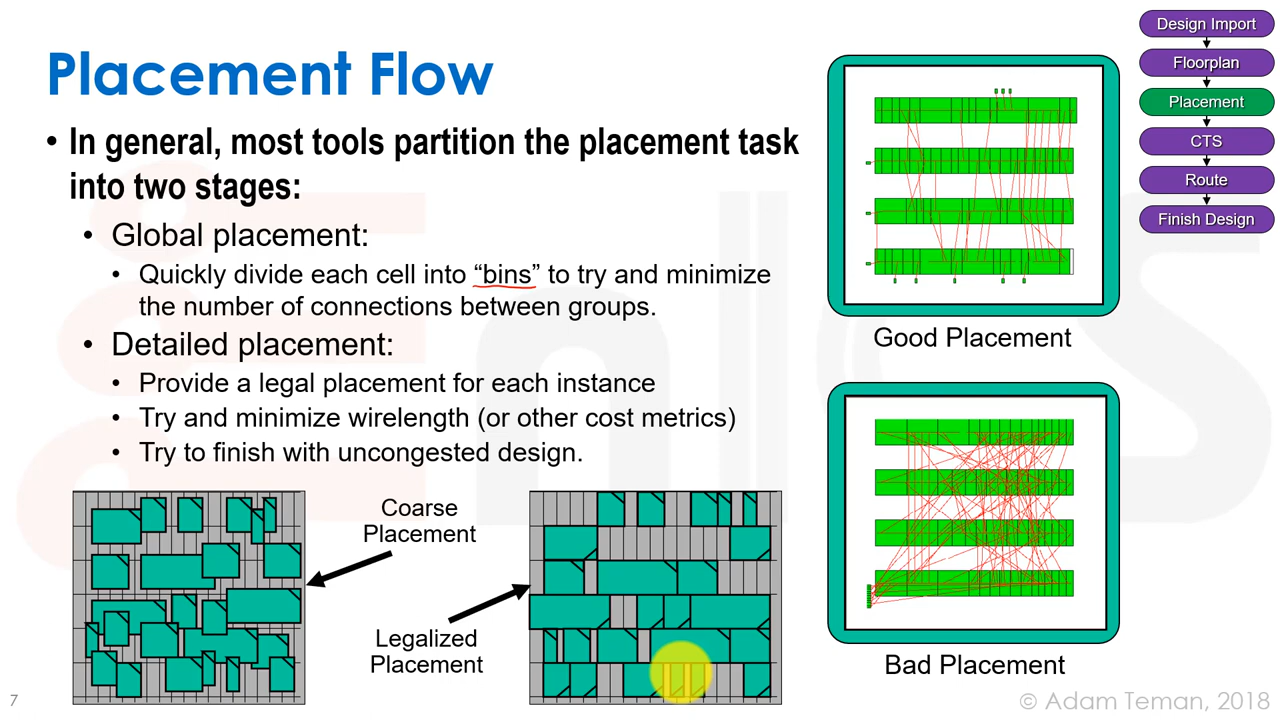 Placement Flow
• In general, most tools partition the placement task
into two stages:
• Global placement:
• Quickly divide each cell into “bins” to try and minimize
the number of connections between groups.
• Detailed placement:
• Provide a legal placement for each instance
• Try and minimize wirelength (or other cost metrics)
• Try to finish with uncongested design.
Coarse
Placement
Legalized
Placement
Good Placement
Bad Placement
Design Import
Floorplan
Placement
CTS
Route
Finish Design
7
© Adam Teman, 2018